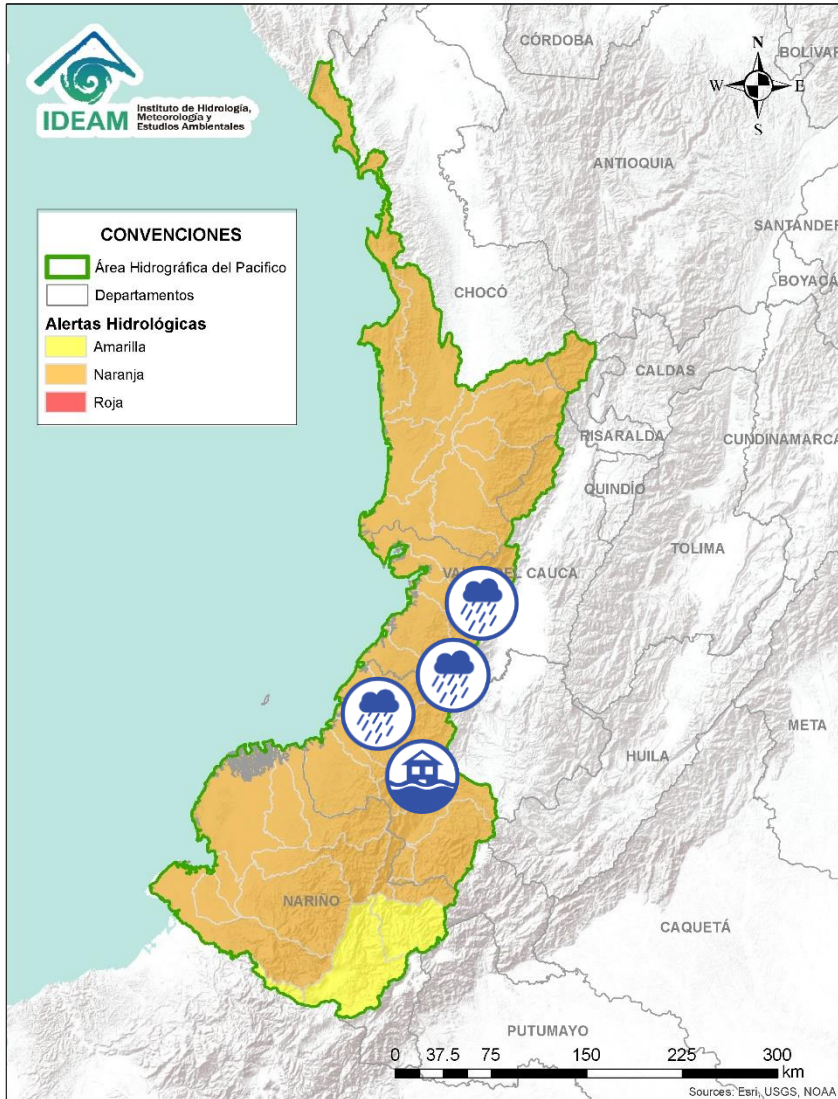 IDEAM
Instituto de Hidrología,
Meteorología y
Estudios Ambientales
CÓRDOBA
BOLÍVAR
N
W
E
S
ANTIOQUIA
SANTANDER
BOYACÁ
CHOCÓ
CONVENCIONES
Área Hidrográfica del Pacifico
Departamentos
Alertas Hidrológicas
Amarilla
Naranja
Roja
CALDAS
RISARALDA
CUNDINAMARCA
QUINDÍO
TOLIMA
DEL CAUCA
META
HUILA
NARIÑO
CAQUETÁ
PUTUMAYO
0 37.5 75 150 225 300
km
Sources: Esri, USGS, NOAA